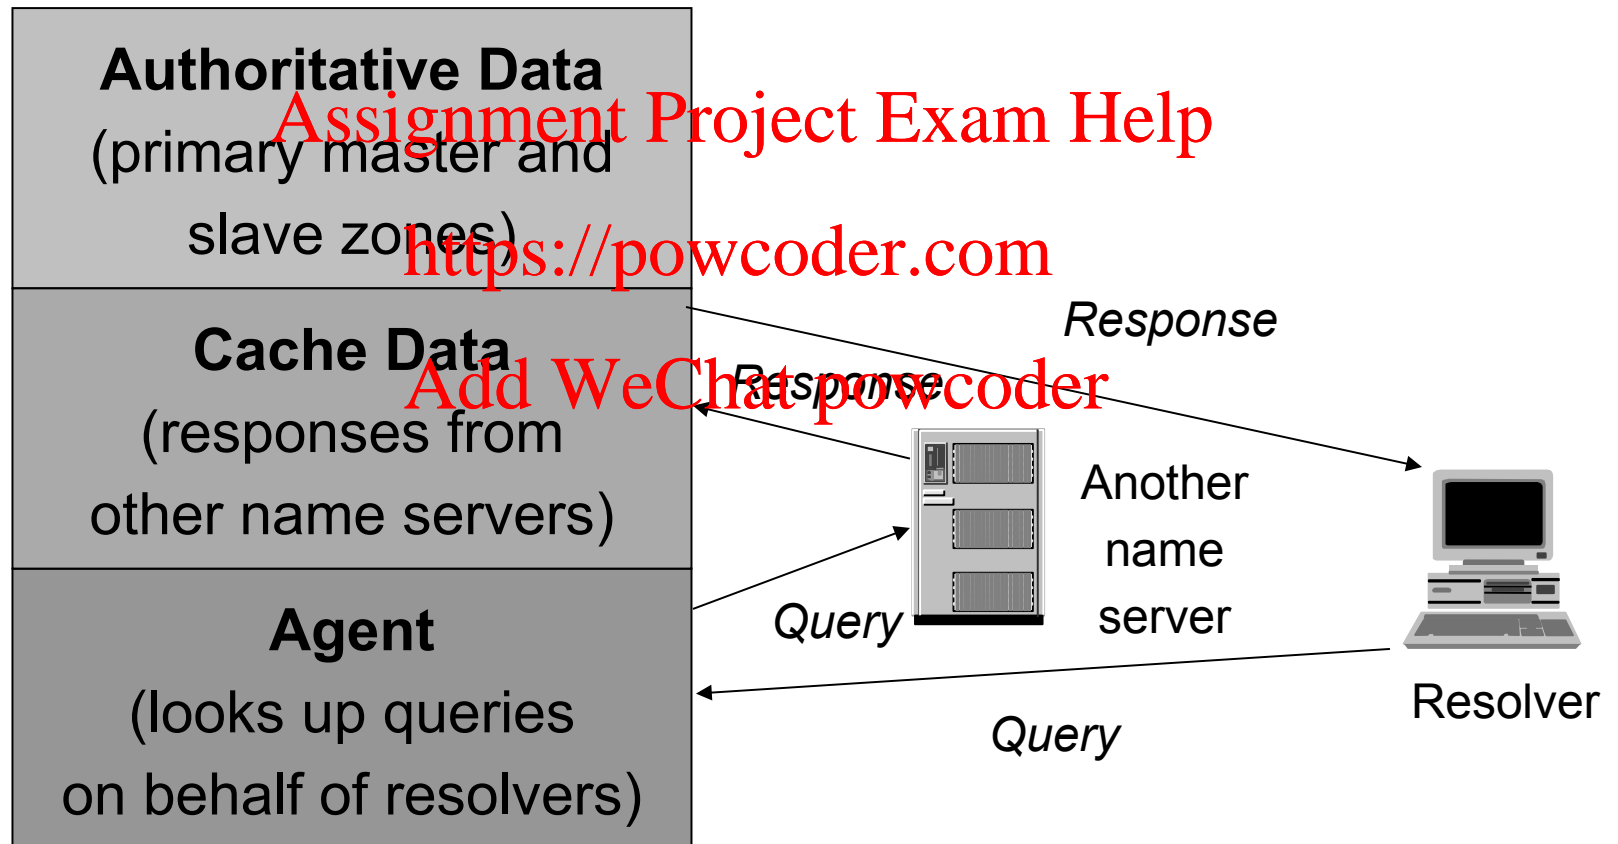 Authoritative Data
(primary master and
slave zones)
Assignment Project Exam Help
https://powcoder.com
Cache Data
(responses from
other name servers)
Add WeChat powcoder
Response
Response
Another
name
server
Agent
(looks up queries
on behalf of resolvers)
Query
Query
Resolver